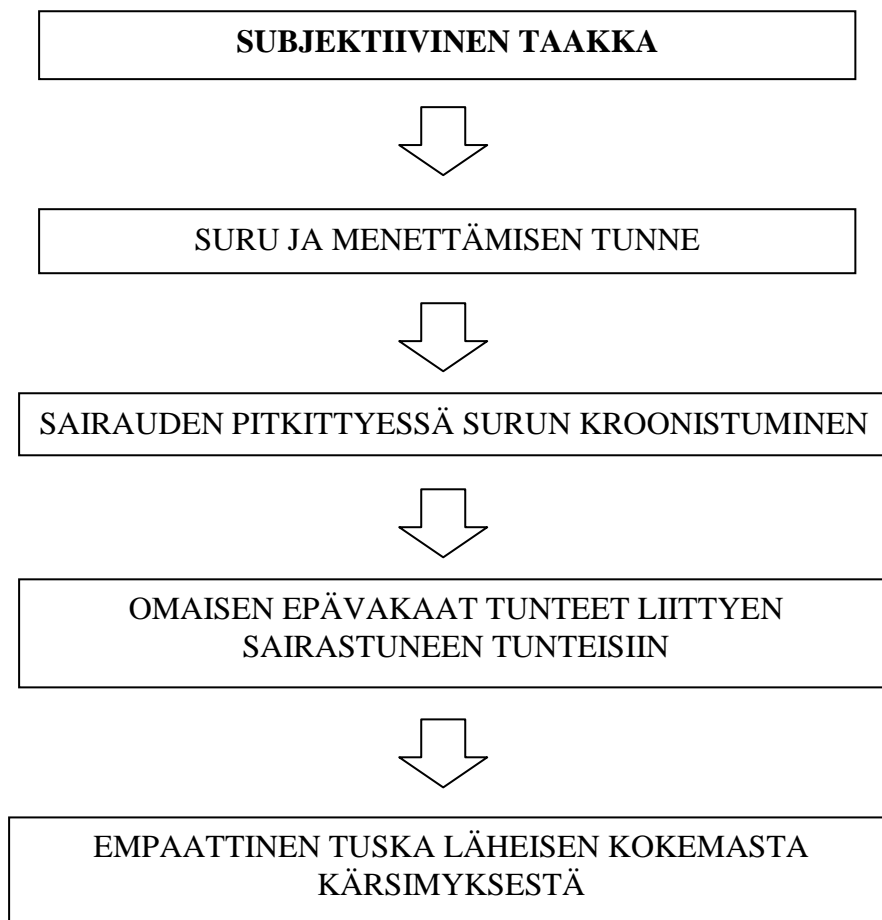 SUBJEKTIIVINEN TAAKKA
SURU JA MENETTÄMISEN TUNNE
SAIRAUDEN PITKITTYESSÄ SURUN KROONISTUMINEN
OMAISEN EPÄVAKAAT TUNTEET LIITTYEN
SAIRASTUNEEN TUNTEISIIN
EMPAATTINEN TUSKA LÄHEISEN KOKEMASTA
KÄRSIMYKSESTÄ